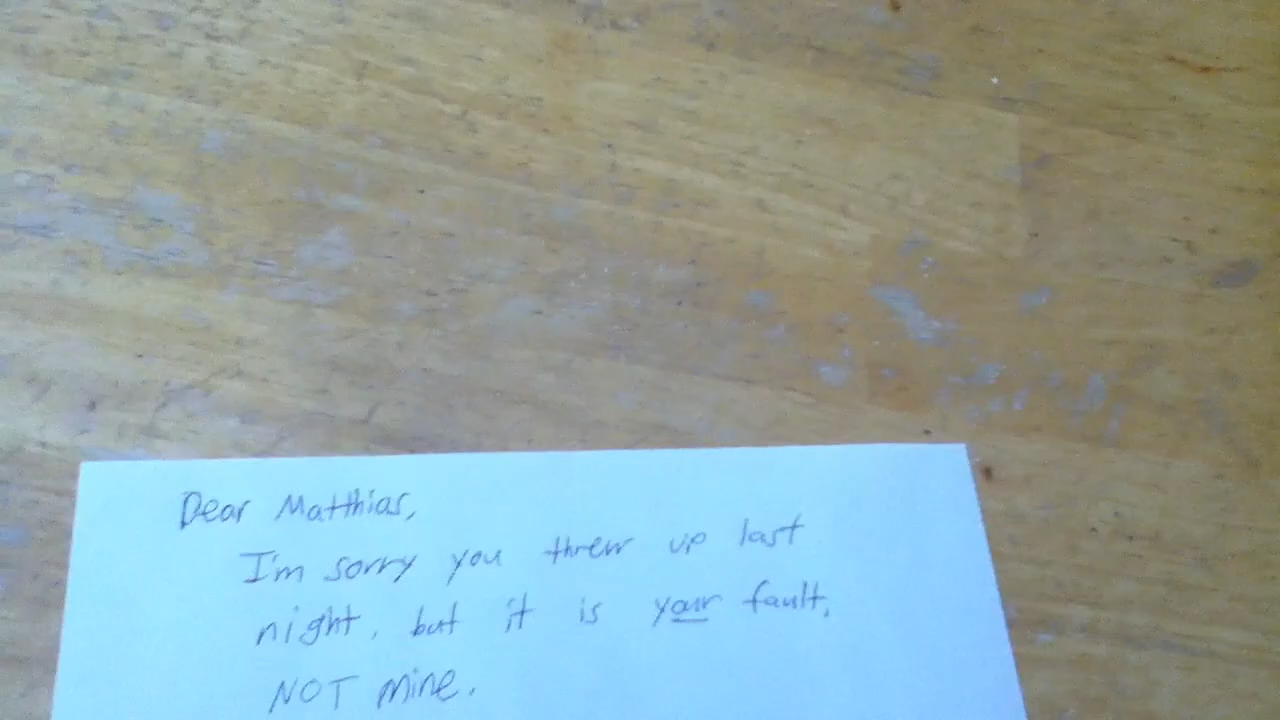 Dear Matthias,
I'm sorry you threw up last
night, but it is your fault,
NOT mine.